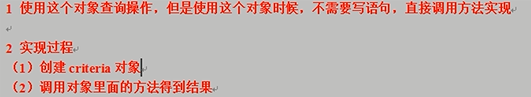 1 使用这个对象查询操作，但是使用这个对象时候，不需要写语句，直接调用方法实现
2 实现过程
（1）创建 criteria 对象
（2）调用对象里面的方法得到结果